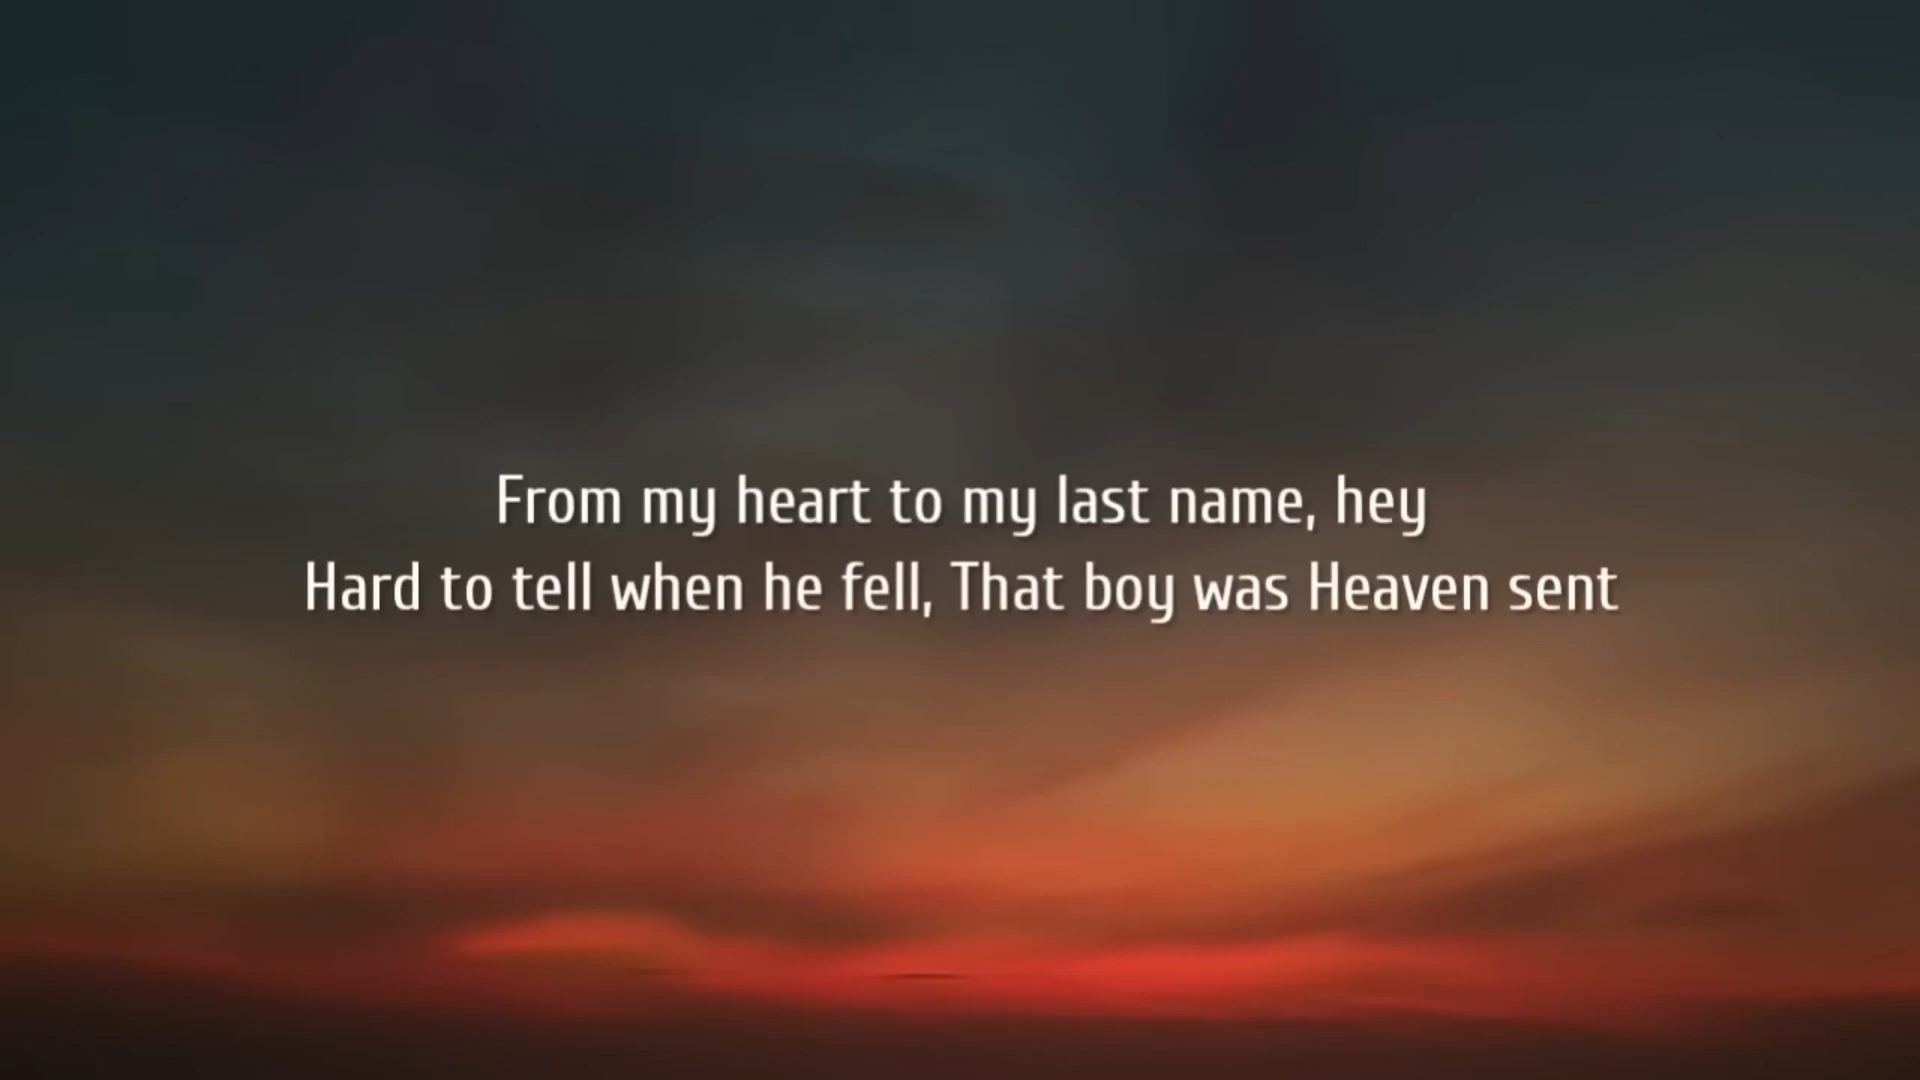 From my heart to my last name, hey
Hard to tell when he fell, That boy was Heaven sent